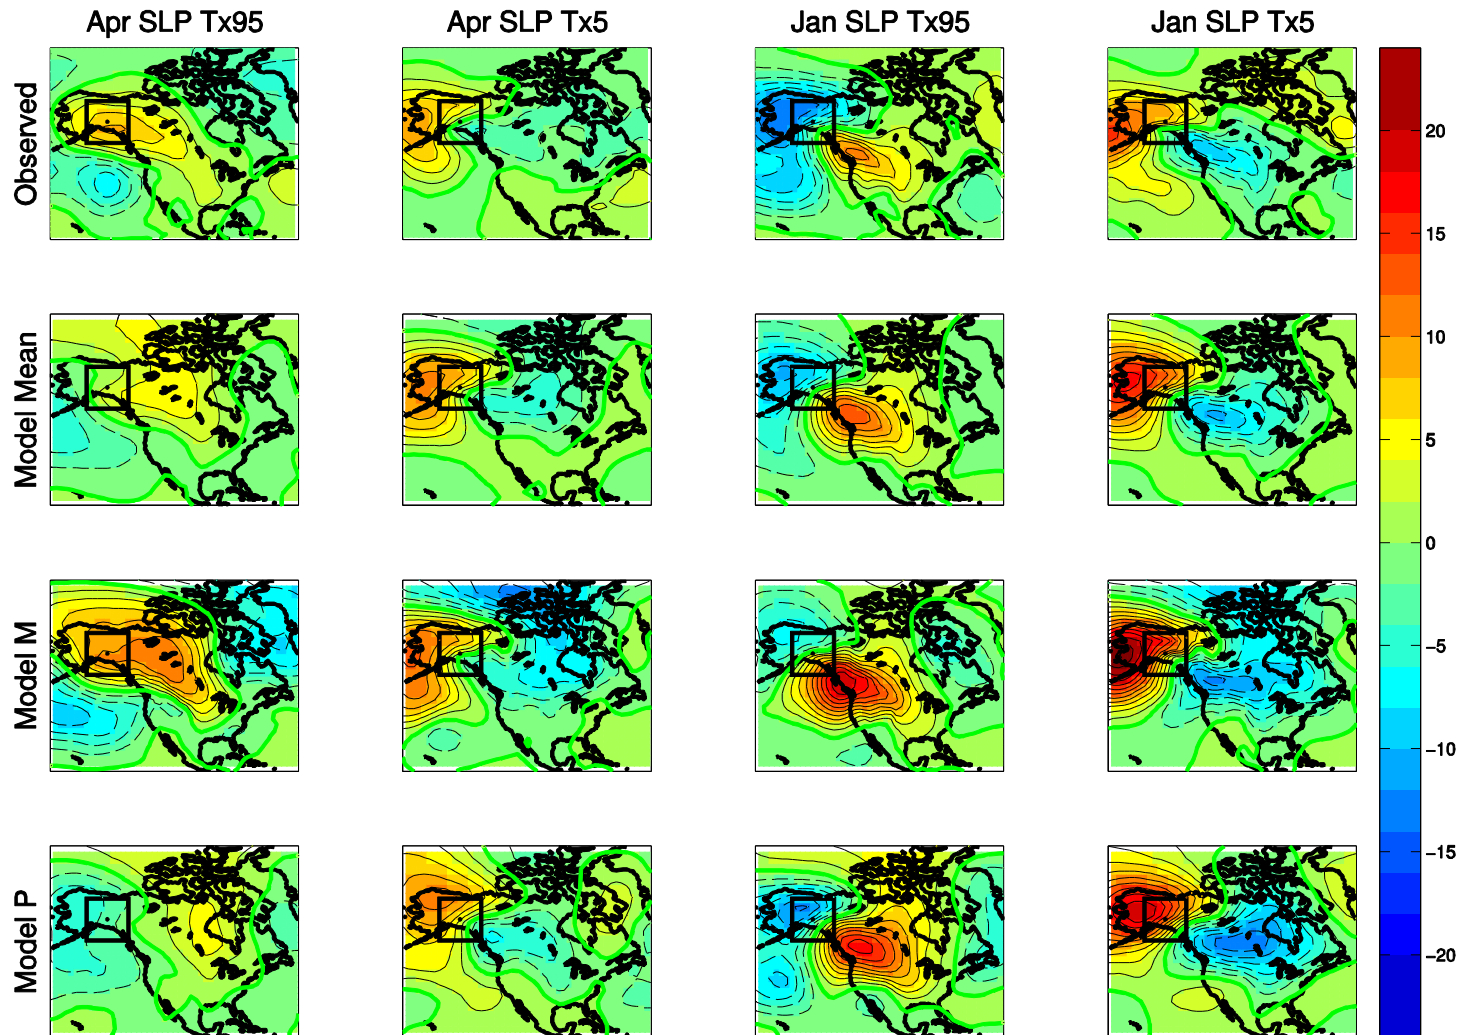 Apr SLP Tx95 Apr SLP Tx5 Jan SLP Tx95 Jan SLP Tx5
Observed
Model Mean
Model M
Model P
20
15
10
5
0
−5
−10
−15
−20